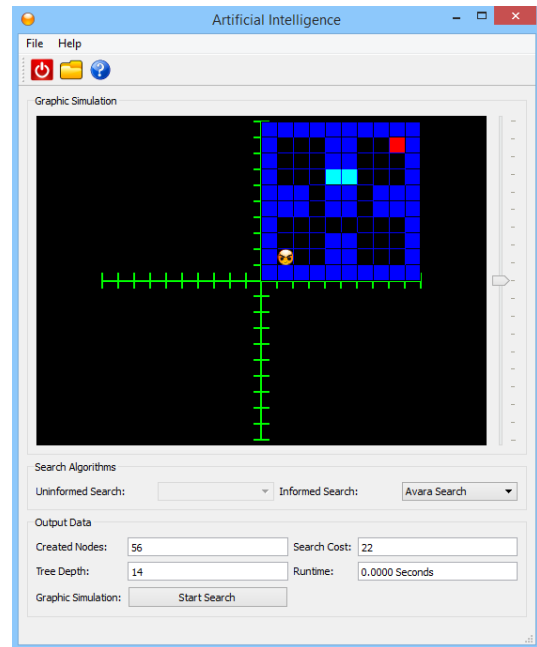 Artificial Intelligence
File Help
Graphic Simulation
Search Algorithms
Uninformed Search: Informed Search: Avara Search
Output Data
Created Nodes: 56 Search Cost: 22
Tree Depth: 14 Runtime: 0.0000 Seconds
Graphic Simulation: Start Search